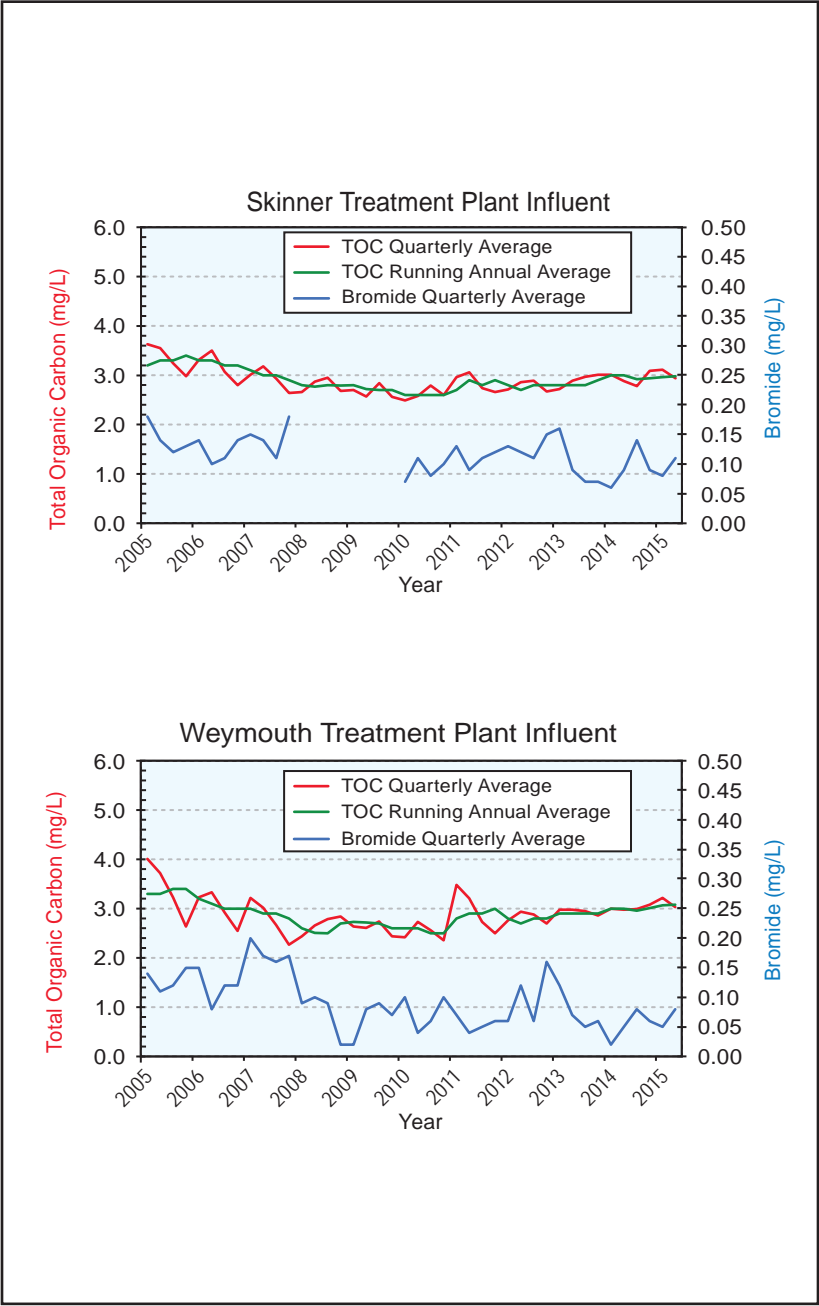 Skinner Treatment Plant Influent
6.0
5.0
4.0
3.0
2.0
1.0
0.0
Total Organic Carbon (mg/L)
TOC Quarterly Average
TOC Running Annual Average
Bromide Quarterly Average
0.50
0.45
0.40
0.35
0.30
0.25
0.20
0.15
0.10
0.05
0.00
Bromide (mg/L)
2005 2006 2007 2008 2009 2010 2011 2012 2013 2014 2015
Year
Weymouth Treatment Plant Influent
6.0
5.0
4.0
3.0
2.0
1.0
0.0
Total Organic Carbon (mg/L)
TOC Quarterly Average
TOC Running Annual Average
Bromide Quarterly Average
0.50
0.45
0.40
0.35
0.30
0.25
0.20
0.15
0.10
0.05
0.00
Bromide (mg/L)
2005 2006 2007 2008 2009 2010 2011 2012 2013 2014 2015
Year